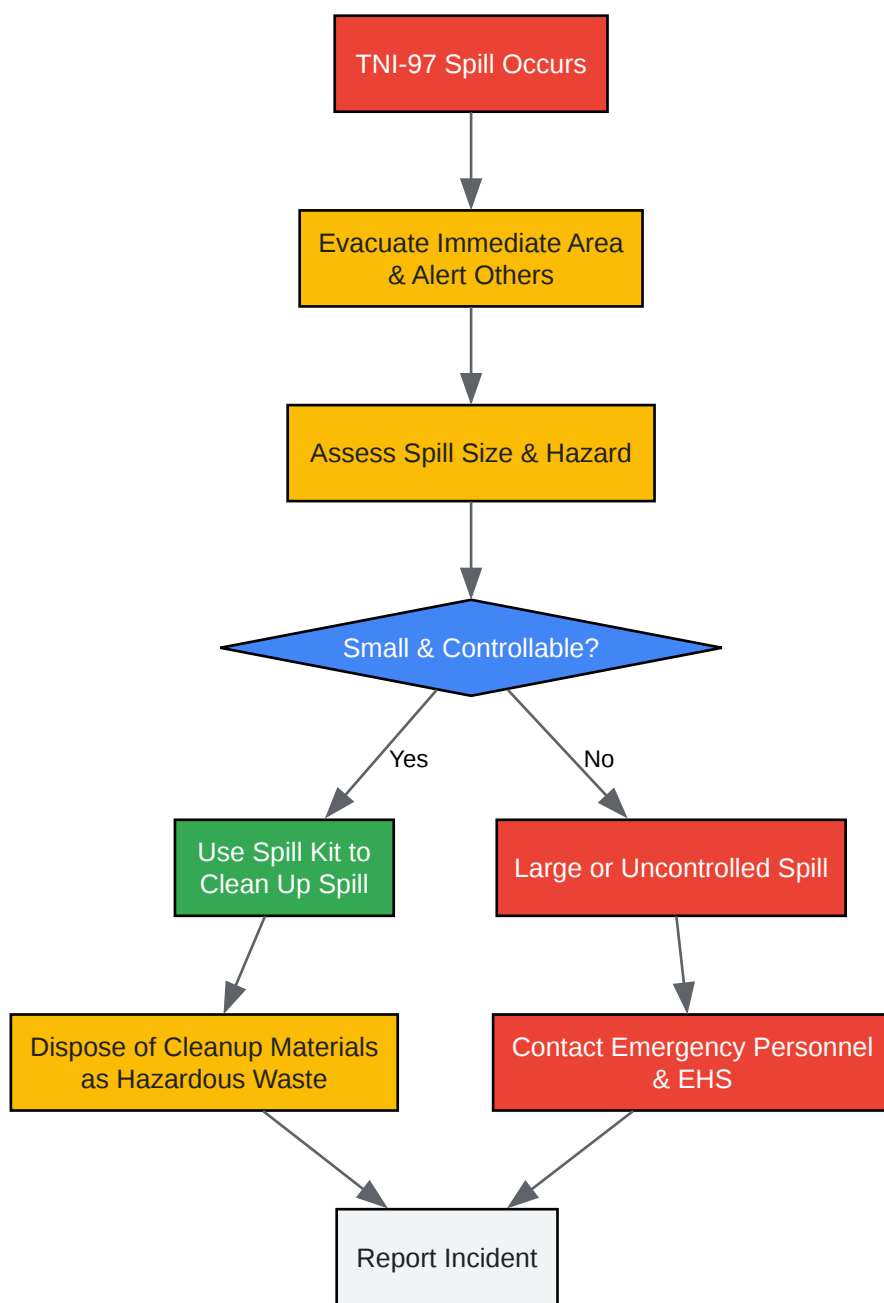 TNI-97 Spill Occurs
Evacuate Immediate Area
& Alert Others
Assess Spill Size & Hazard
Small & Controllable?
Yes
No
Use Spill Kit to
Clean Up Spill
Large or Uncontrolled Spill
Dispose of Cleanup Materials
as Hazardous Waste
Contact Emergency Personnel
& EHS
Report Incident